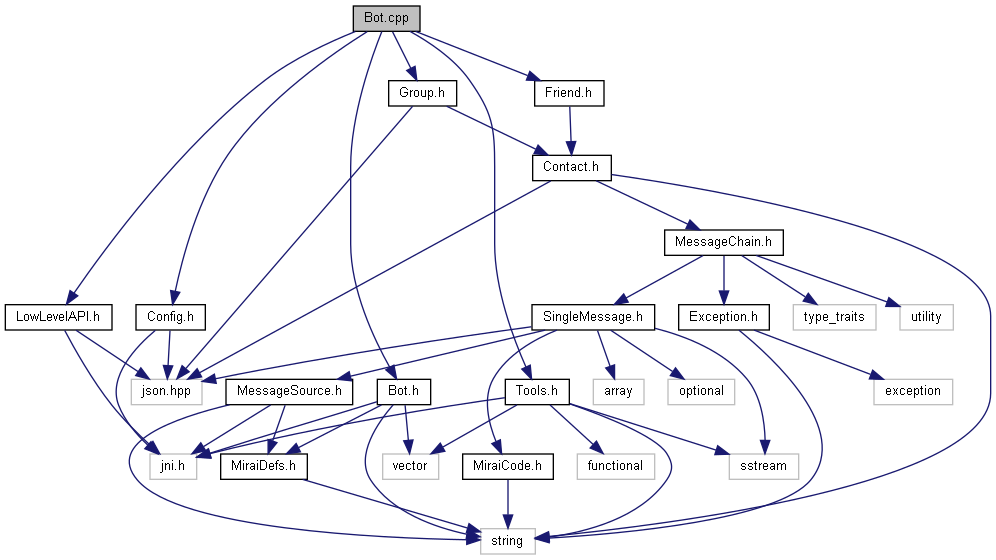 Bot.cpp
Group.h
Friend.h
Contact.h
MessageChain.h
LowLevelAPI.h
Config.h
SingleMessage.h
Exception.h
type_traits
utility
json.hpp
MessageSource.h
Bot.h
Tools.h
array
optional
exception
jni.h
MiraiDefs.h
vector
MiraiCode.h
functional
sstream
string